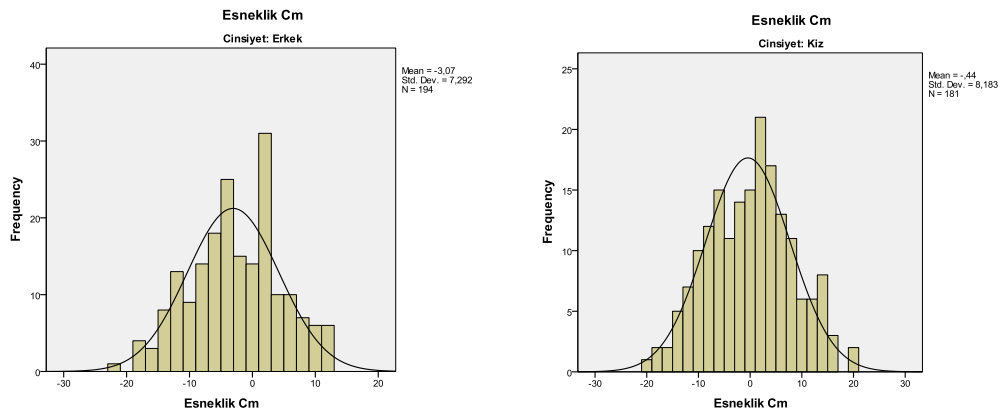 Esneklik Cm
Cinsiyet: Erkek
Mean = -3,07
Std. Dev. = 7,292
N = 194
Frequency
40
30
20
10
0
-30 -20 -10 0 10 20
Esneklik Cm
Esneklik Cm
Cinsiyet: Kiz
Mean = -,44
Std. Dev. = 8,183
N = 181
Frequency
25
20
15
10
5
0
-30 -20 -10 0 10 20 30
Esneklik Cm